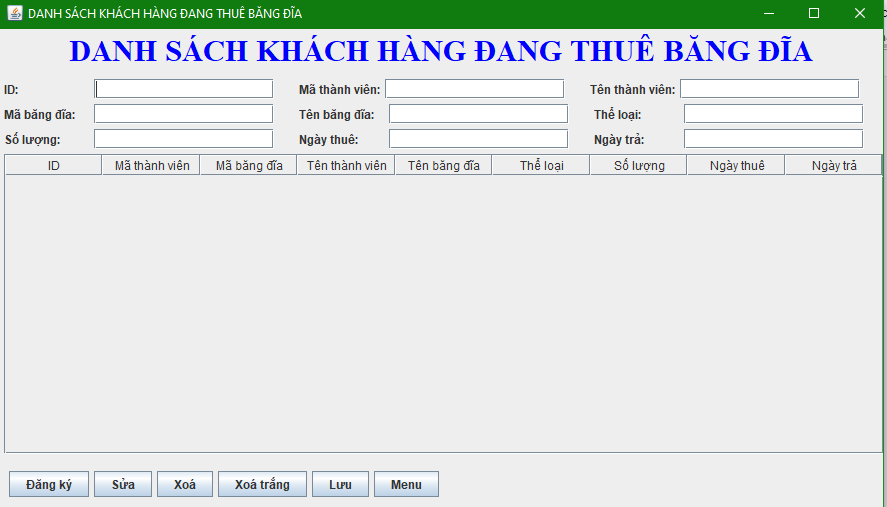 DANH SÁCH KHÁCH HÀNG ĐANG THUÊ BĂNG ĐĨA
DANH SÁCH KHÁCH HÀNG ĐANG THUÊ BĂNG ĐĨA
ID: Mã thành viên: Tên thành viên:
Mã băng đĩa: Tên băng đĩa: Thể loại:
Số lượng: Ngày thuê: Ngày trả:
ID Mã thành viên Mã băng đĩa Tên thành viên Tên băng đĩa Thể loại Số lượng Ngày thuê Ngày trả
Đăng ký Sửa Xoá Xoá trắng Lưu Menu